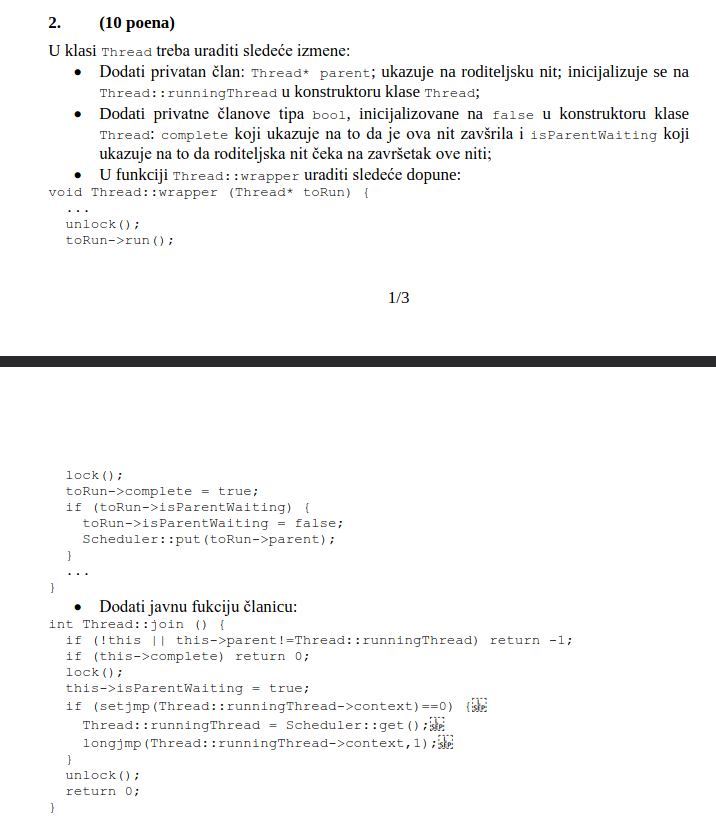 2. (10 poena)
U klasi Thread treba uraditi sledeće izmene:
• Dodati privatan član: Thread* parent; ukazuje na roditeljsku nit; inicijalizuje se na
Thread::runningThread u konstruktoru klase Thread;
• Dodati privatne članove tipa bool, inicijalizovane na false u konstruktoru klase
Thread: complete koji ukazuje na to da je ova nit zavšrila i isParentWaiting koji
ukazuje na to da roditeljska nit čeka na završetak ove niti;
• U funkciji Thread::wrapper uraditi sledeće dopune:
void Thread::wrapper (Thread* toRun) {
...
unlock();
toRun->run();
1/3
lock();
toRun->complete = true;
if (toRun->isParentWaiting) {
toRun->isParentWaiting = false;
Scheduler::put(toRun->parent);
}
...
}
• Dodati javnu fukciju članicu:
int Thread::join () {
if (!this || this->parent!=Thread::runningThread) return -1;
if (this->complete) return 0;
lock();
this->isParentWaiting = true;
if (setjmp(Thread::runningThread->context)==0) {
Thread::runningThread = Scheduler::get();
longjmp(Thread::runningThread->context,1);
}
unlock();
return 0;
}